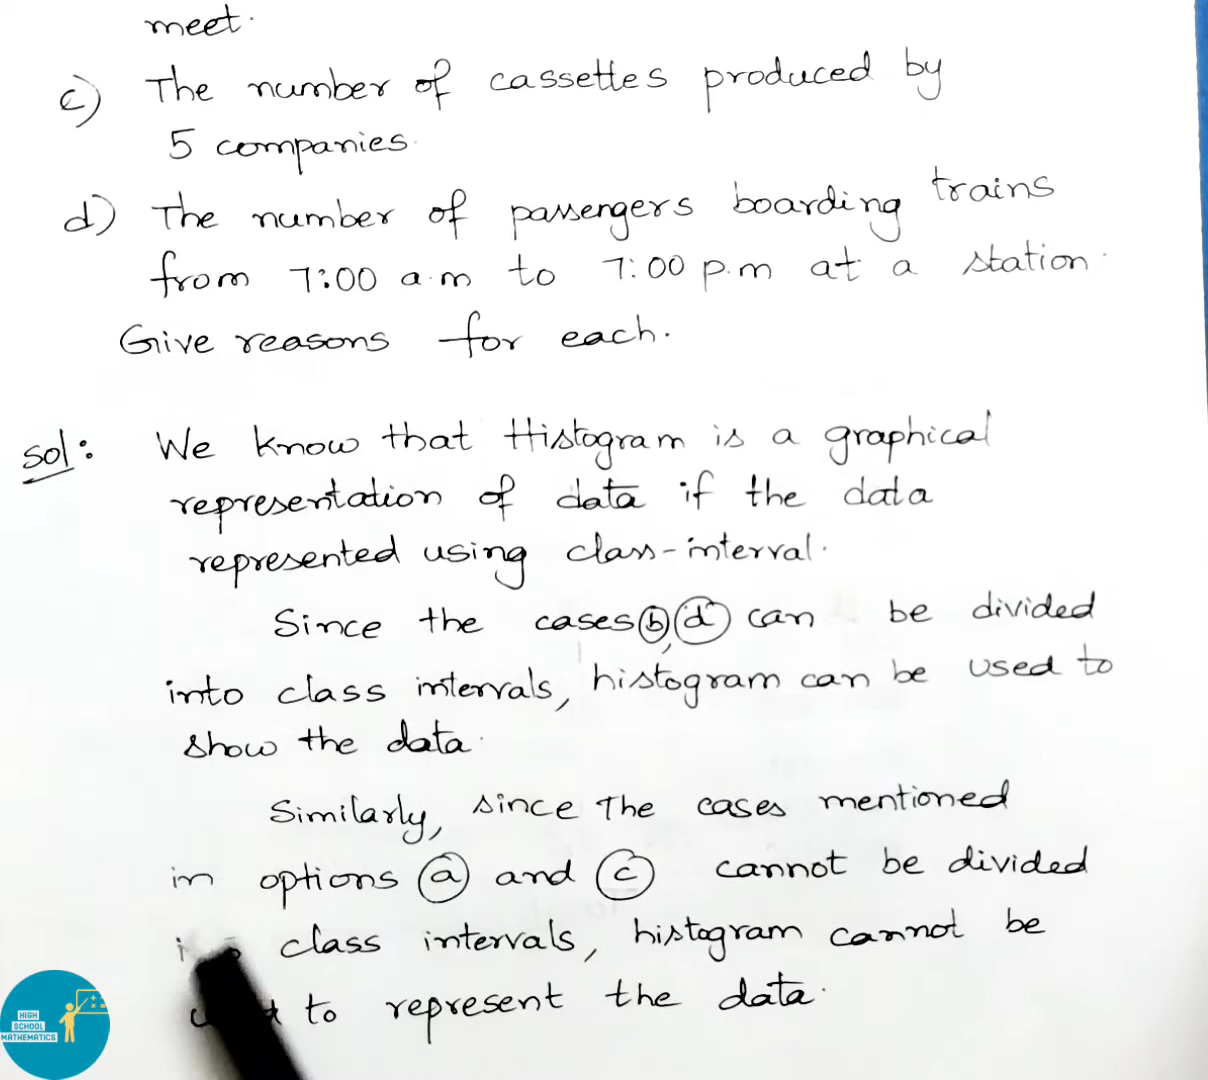 meet.
c) The number of cassettes produced by
5 companies.
d) The number of passengers boarding trains
from 7:00 a.m to 7:00 p.m at a station.
Give reasons for each.
sol: We know that Histogram is a graphical
representation of data if the data
represented using class-interval.
Since the cases ⓑ, ⓓ can be divided
into class intervals, histogram can be used to
show the data.
Similarly, since The cases mentioned
in options ⓐ and ⓒ cannot be divided
class intervals, histogram cannot be
to represent the data.
HIGH
SCHOOL
MATHEMATICS